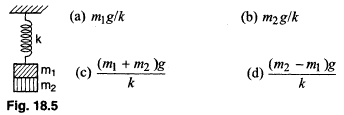 (a) m₁g/k (b) m₂g/k
k
m₁
m₂
(c) (m₁ + m₂)g / k (d) (m₂ − m₁)g / k
Fig. 18.5